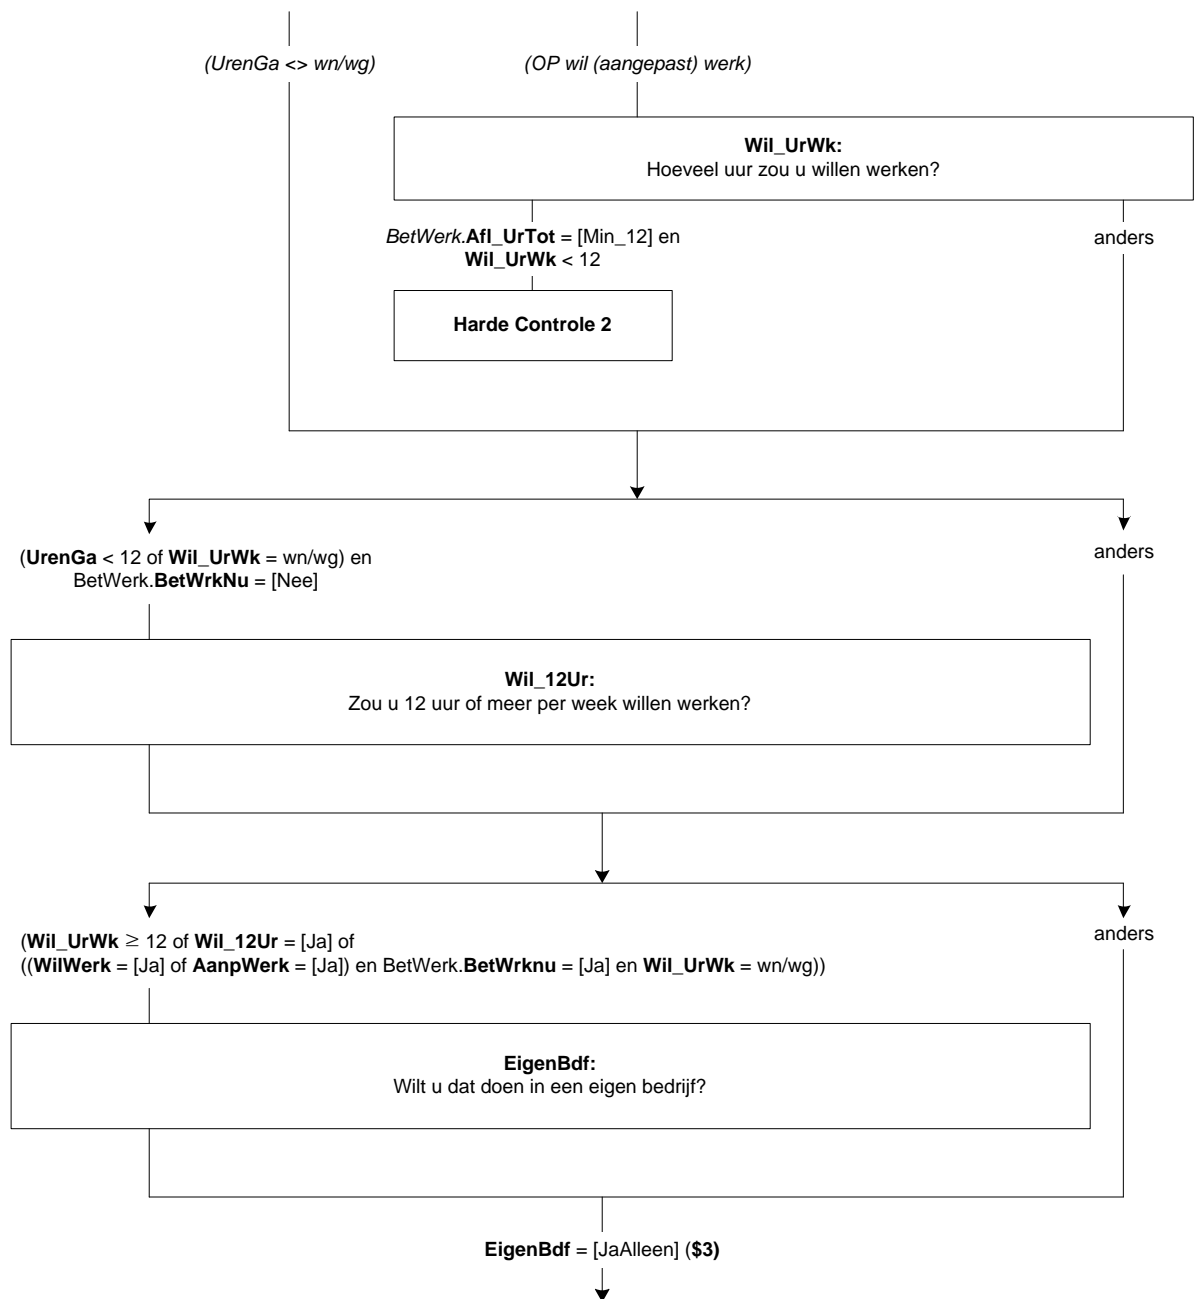 (UrenGa <> wn/wg)
(OP wil (aangepast) werk)
Wil_UrWk:
Hoeveel uur zou u willen werken?
BetWerk.Afl_UrTot = [Min_12] en
Wil_UrWk < 12
anders
Harde Controle 2
(UrenGa < 12 of Wil_UrWk = wn/wg) en
BetWerk.BetWrkNu = [Nee]
anders
Wil_12Ur:
Zou u 12 uur of meer per week willen werken?
(Wil_UrWk ≥ 12 of Wil_12Ur = [Ja] of
((WilWerk = [Ja] of AanpWerk = [Ja]) en BetWerk.BetWrknu = [Ja] en Wil_UrWk = wn/wg))
anders
EigenBdf:
Wilt u dat doen in een eigen bedrijf?
EigenBdf = [JaAlleen] ($3)